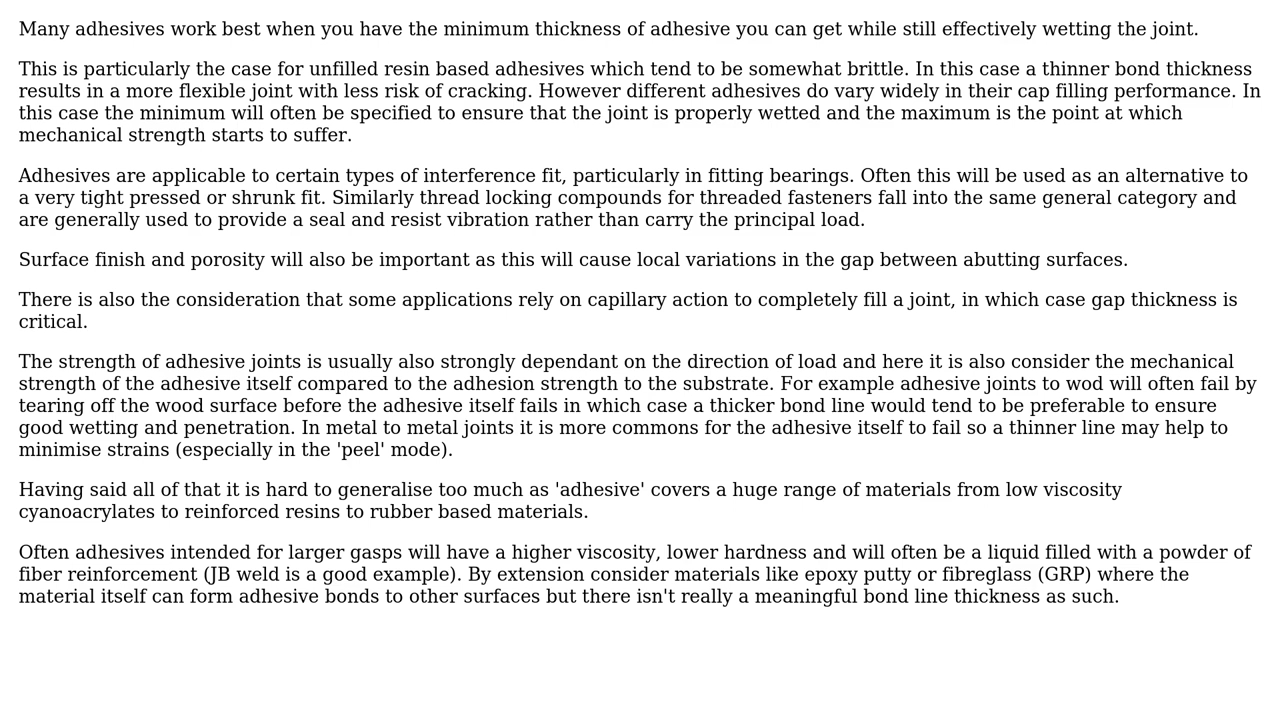 Many adhesives work best when you have the minimum thickness of adhesive you can get while still effectively wetting the joint.
This is particularly the case for unfilled resin based adhesives which tend to be somewhat brittle. In this case a thinner bond thickness
results in a more flexible joint with less risk of cracking. However different adhesives do vary widely in their cap filling performance. In
this case the minimum will often be specified to ensure that the joint is properly wetted and the maximum is the point at which
mechanical strength starts to suffer.
Adhesives are applicable to certain types of interference fit, particularly in fitting bearings. Often this will be used as an alternative to
a very tight pressed or shrunk fit. Similarly thread locking compounds for threaded fasteners fall into the same general category and
are generally used to provide a seal and resist vibration rather than carry the principal load.
Surface finish and porosity will also be important as this will cause local variations in the gap between abutting surfaces.
There is also the consideration that some applications rely on capillary action to completely fill a joint, in which case gap thickness is
critical.
The strength of adhesive joints is usually also strongly dependant on the direction of load and here it is also consider the mechanical
strength of the adhesive itself compared to the adhesion strength to the substrate. For example adhesive joints to wod will often fail by
tearing off the wood surface before the adhesive itself fails in which case a thicker bond line would tend to be preferable to ensure
good wetting and penetration. In metal to metal joints it is more commons for the adhesive itself to fail so a thinner line may help to
minimise strains (especially in the 'peel' mode).
Having said all of that it is hard to generalise too much as 'adhesive' covers a huge range of materials from low viscosity
cyanoacrylates to reinforced resins to rubber based materials.
Often adhesives intended for larger gasps will have a higher viscosity, lower hardness and will often be a liquid filled with a powder of
fiber reinforcement (JB weld is a good example). By extension consider materials like epoxy putty or fibreglass (GRP) where the
material itself can form adhesive bonds to other surfaces but there isn't really a meaningful bond line thickness as such.